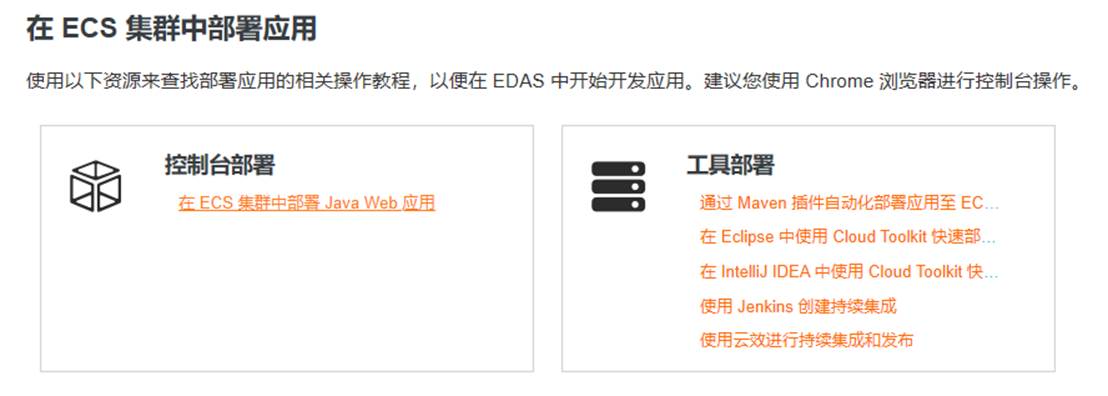 在 ECS 集群中部署应用
使用以下资源来查找部署应用的相关操作教程，以便在 EDAS 中开始开发应用。建议您使用 Chrome 浏览器进行控制台操作。
控制台部署
在 ECS 集群中部署 Java Web 应用
工具部署
通过 Maven 插件自动化部署应用至 EC...
在 Eclipse 中使用 Cloud Toolkit 快速部...
在 IntelliJ IDEA 中使用 Cloud Toolkit 快...
使用 Jenkins 创建持续集成
使用云效进行持续集成和发布